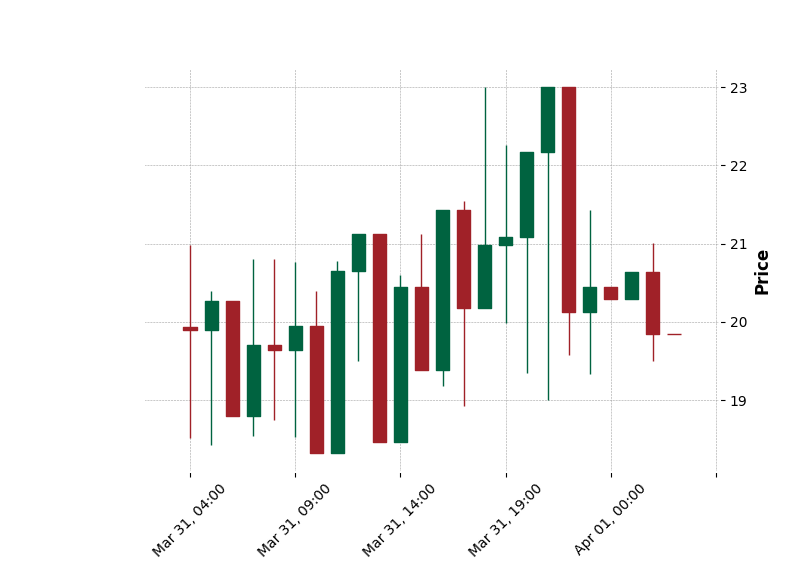 23
22
21
20
19
Price
Mar 31, 04:00
Mar 31, 09:00
Mar 31, 14:00
Mar 31, 19:00
Apr 01, 00:00